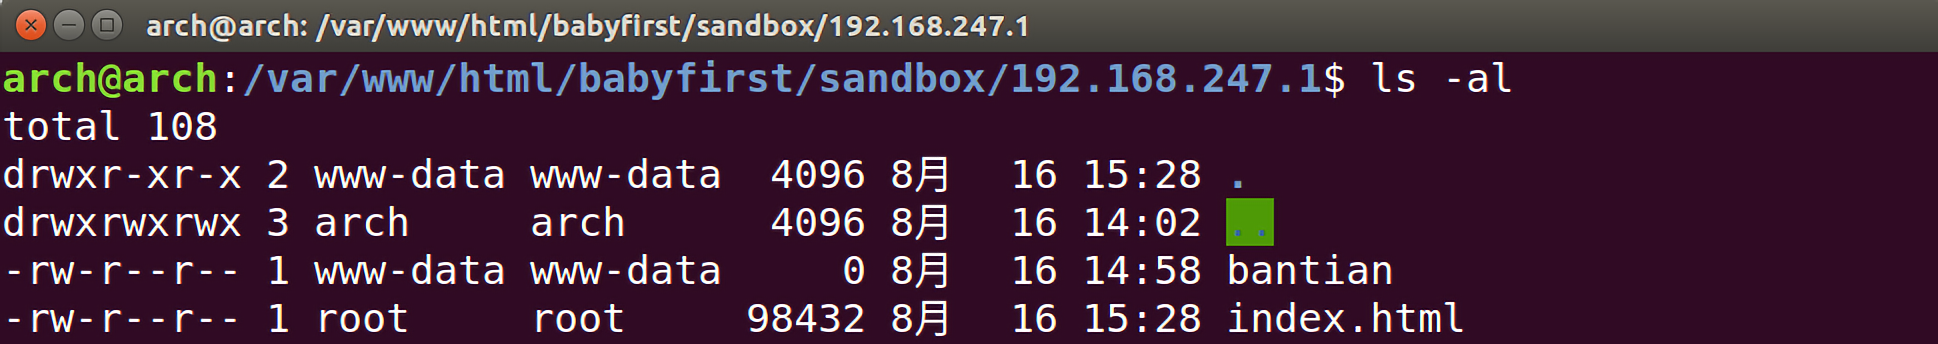 arch@arch: /var/www/html/babyfirst/sandbox/192.168.247.1
arch@arch:/var/www/html/babyfirst/sandbox/192.168.247.1$ ls -al
total 108
drwxr-xr-x 2 www-data www-data  4096 8月   16 15:28 .
drwxrwxrwx 3 arch     arch      4096 8月   16 14:02 ..
-rw-r--r-- 1 www-data www-data     0 8月   16 14:58 bantian
-rw-r--r-- 1 root     root     98432 8月   16 15:28 index.html